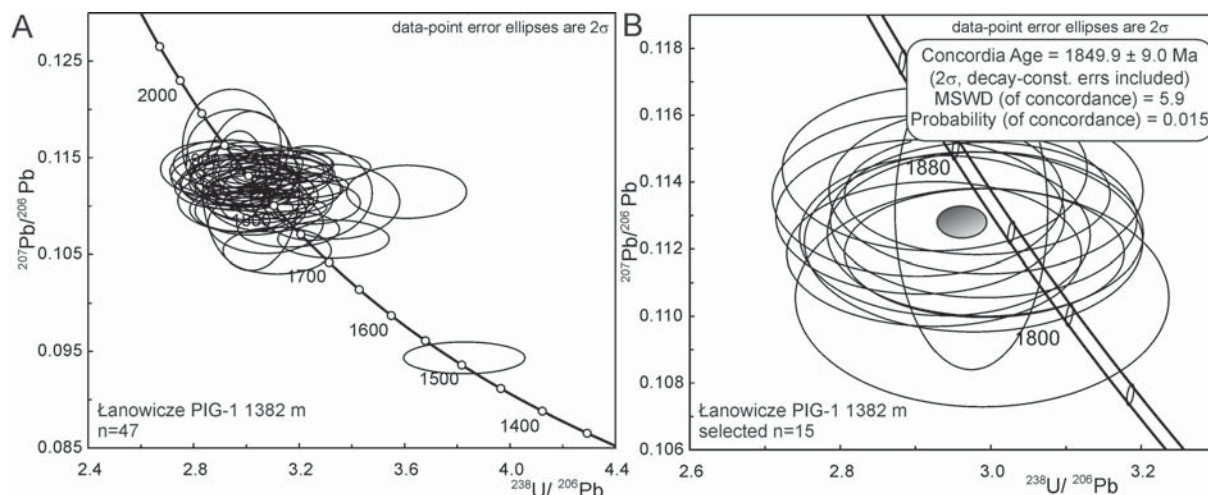 A
data-point error ellipses are 2σ
0.125
0.115
0.105
0.095
0.085
207Pb/206 Pb
2000
1700
1600
1500
1400
Łanowicze PIG-1 1382 m
n=47
2.4
2.8
3.2
3.6
4.0
4.4
238U/ 206Pb
B
data-point error ellipses are 2σ
Concordia Age = 1849.9 ± 9.0 Ma
(2σ, decay-const. errs included)
MSWD (of concordance) = 5.9
Probability (of concordance) = 0.015
0.118
0.116
0.114
0.112
0.110
0.108
0.106
207Pb/206 Pb
1880
1800
Łanowicze PIG-1 1382 m
selected n=15
2.6
2.8
3.0
3.2
238U/ 206Pb